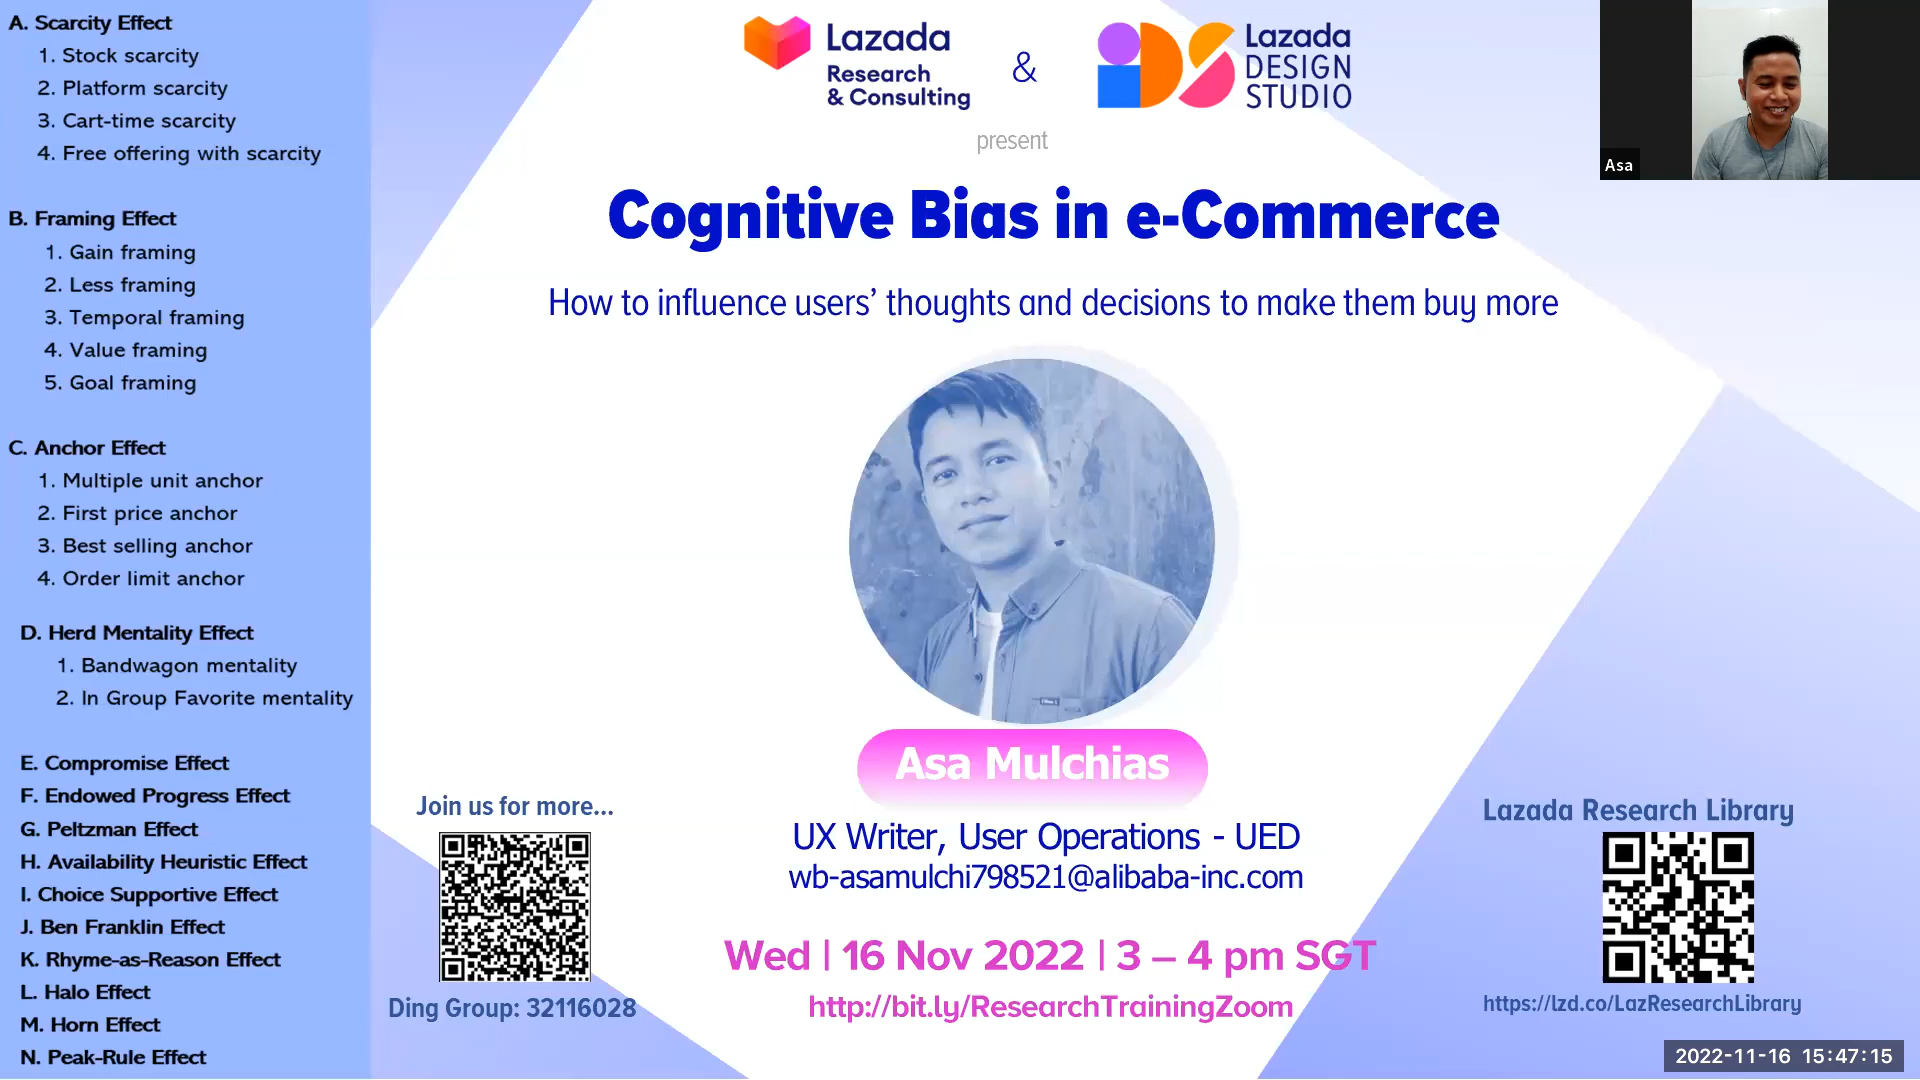 A. Scarcity Effect
1. Stock scarcity
2. Platform scarcity
3. Cart-time scarcity
4. Free offering with scarcity
B. Framing Effect
1. Gain framing
2. Less framing
3. Temporal framing
4. Value framing
5. Goal framing
C. Anchor Effect
1. Multiple unit anchor
2. First price anchor
3. Best selling anchor
4. Order limit anchor
D. Herd Mentality Effect
1. Bandwagon mentality
2. In Group Favorite mentality
E. Compromise Effect
F. Endowed Progress Effect
G. Peltzman Effect
H. Availability Heuristic Effect
I. Choice Supportive Effect
J. Ben Franklin Effect
K. Rhyme-as-Reason Effect
L. Halo Effect
M. Horn Effect
N. Peak-Rule Effect
Lazada
Research
& Consulting
&
Lazada
DESIGN
STUDIO
present
Cognitive Bias in e-Commerce
How to influence users’ thoughts and decisions to make them buy more
Asa Mulchias
UX Writer, User Operations - UED
wb-asamulchi798521@alibaba-inc.com
Wed | 16 Nov 2022 | 3 – 4 pm SGT
http://bit.ly/ResearchTrainingZoom
Join us for more...
Ding Group: 32116028
Lazada Research Library
https://lzd.co/LazResearchLibrary
Asa
2022-11-16 15:47:15